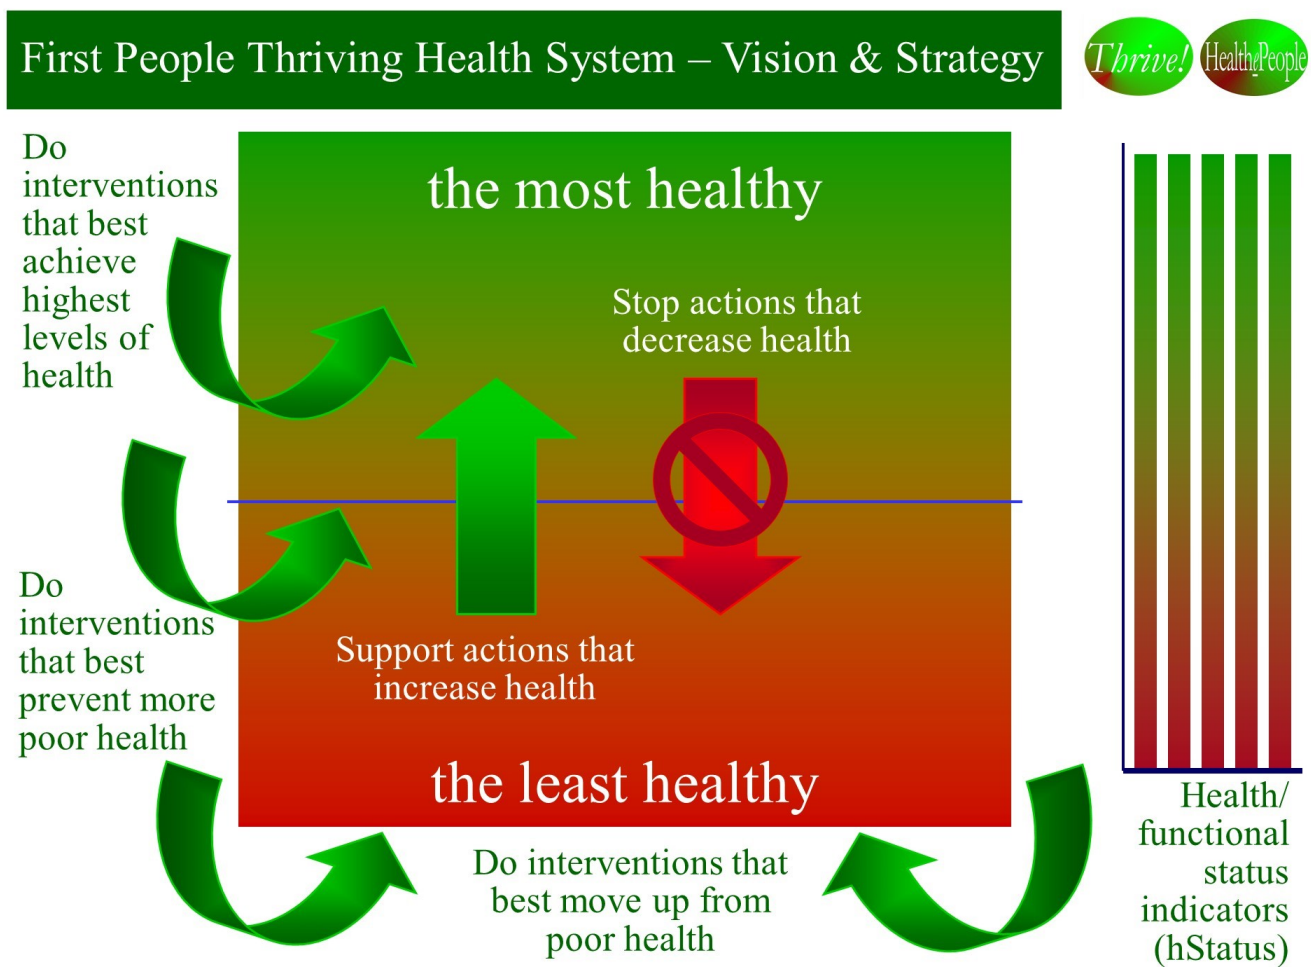 First People Thriving Health System – Vision & Strategy
Thrive!
HealthePeople
Do
interventions
that best
achieve
highest
levels of
health
the most healthy
Stop actions that
decrease health
Do
interventions
that best
prevent more
poor health
Support actions that
increase health
the least healthy
Do interventions that
best move up from
poor health
Health/
functional
status
indicators
(hStatus)